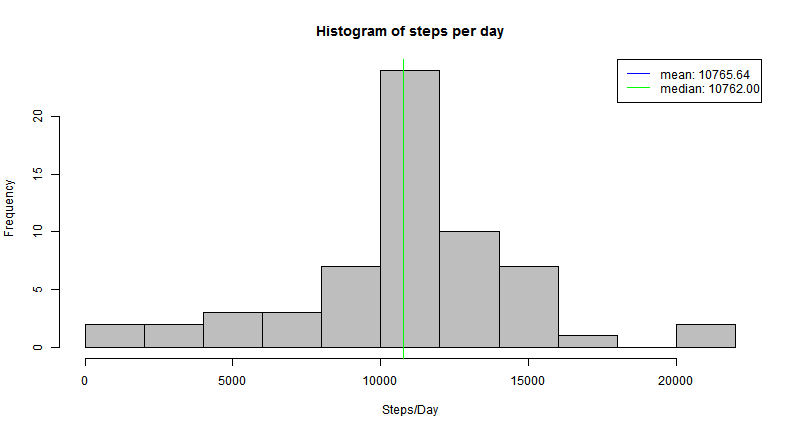 Histogram of steps per day
mean: 10765.64
median: 10762.00
Frequency
20
15
10
5
0
0 5000 10000 15000 20000
Steps/Day